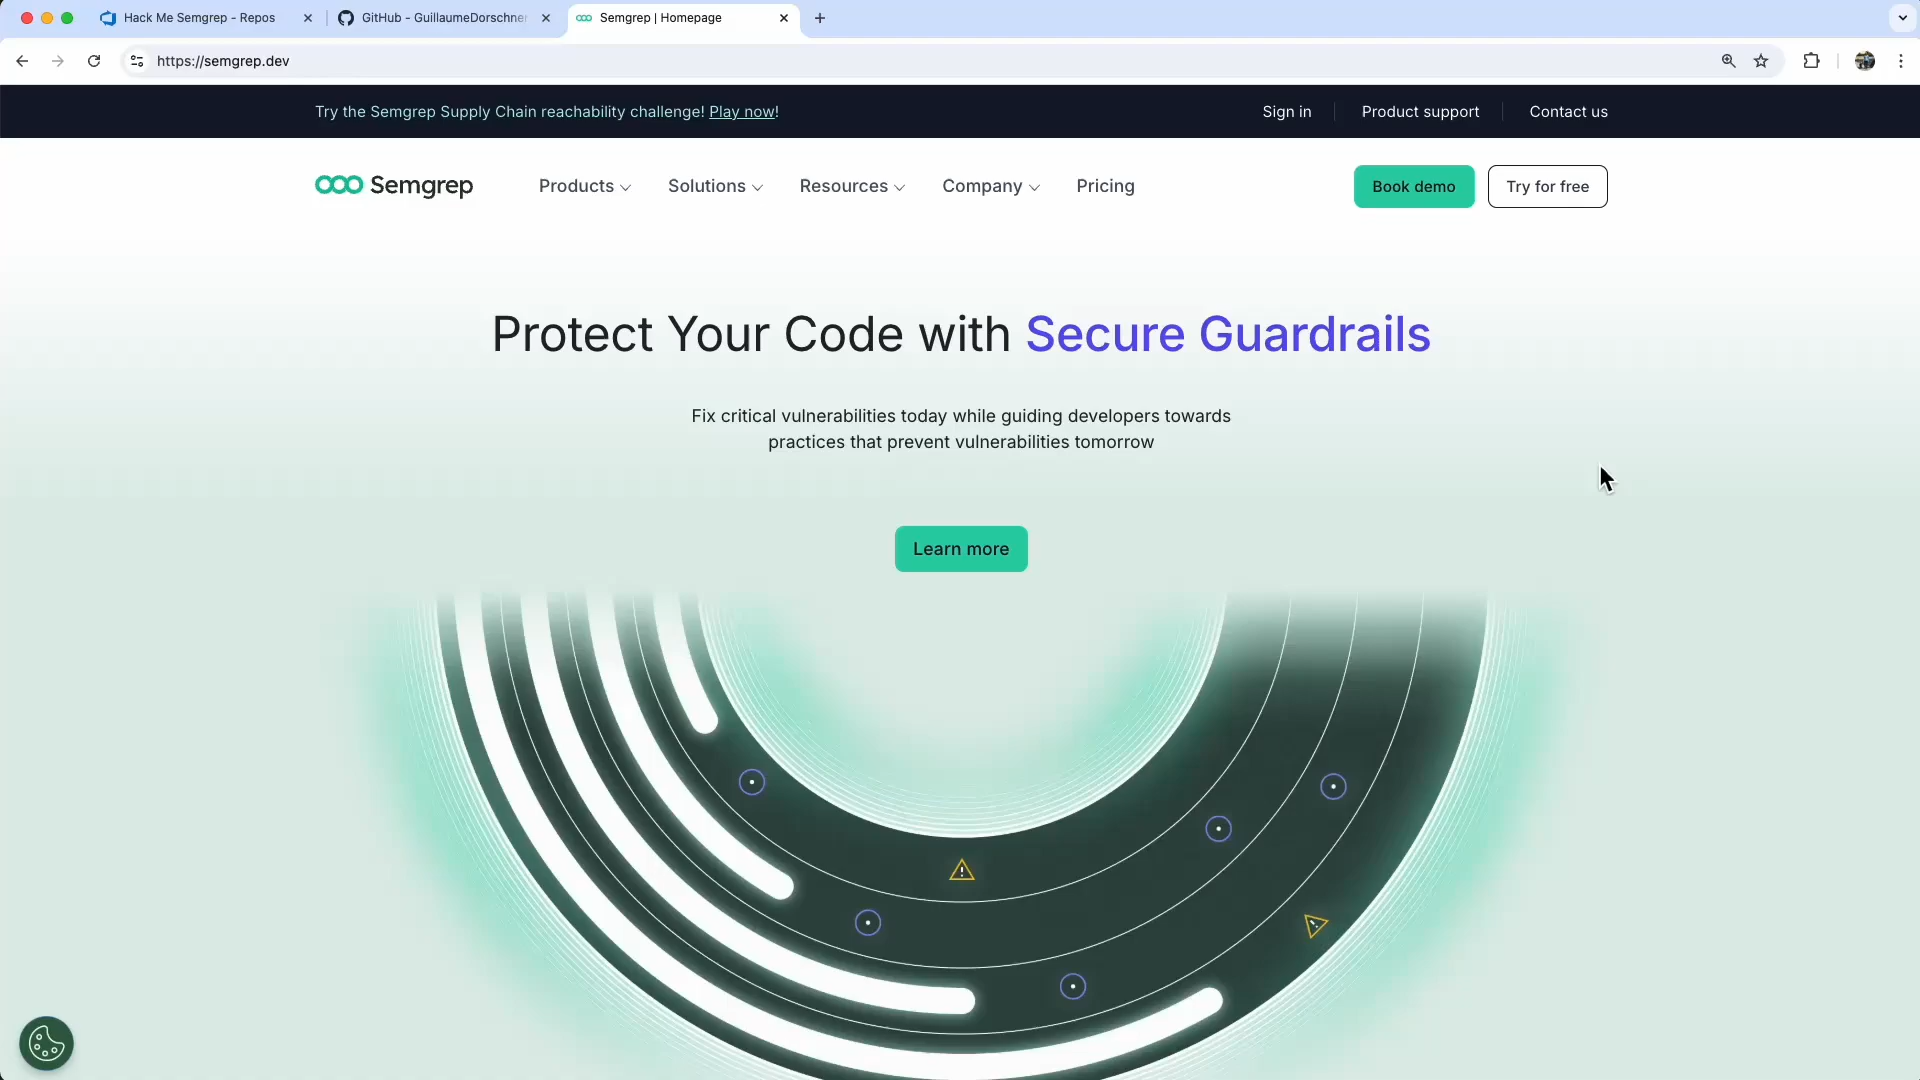 Hack Me Semgrep - Repos
GitHub - GuillaumeDorschner
Semgrep | Homepage
https://semgrep.dev
Try the Semgrep Supply Chain reachability challenge! Play now!
Sign in
Product support
Contact us
Semgrep
Products
Solutions
Resources
Company
Pricing
Book demo
Try for free
Protect Your Code with Secure Guardrails
Fix critical vulnerabilities today while guiding developers towards
practices that prevent vulnerabilities tomorrow
Learn more